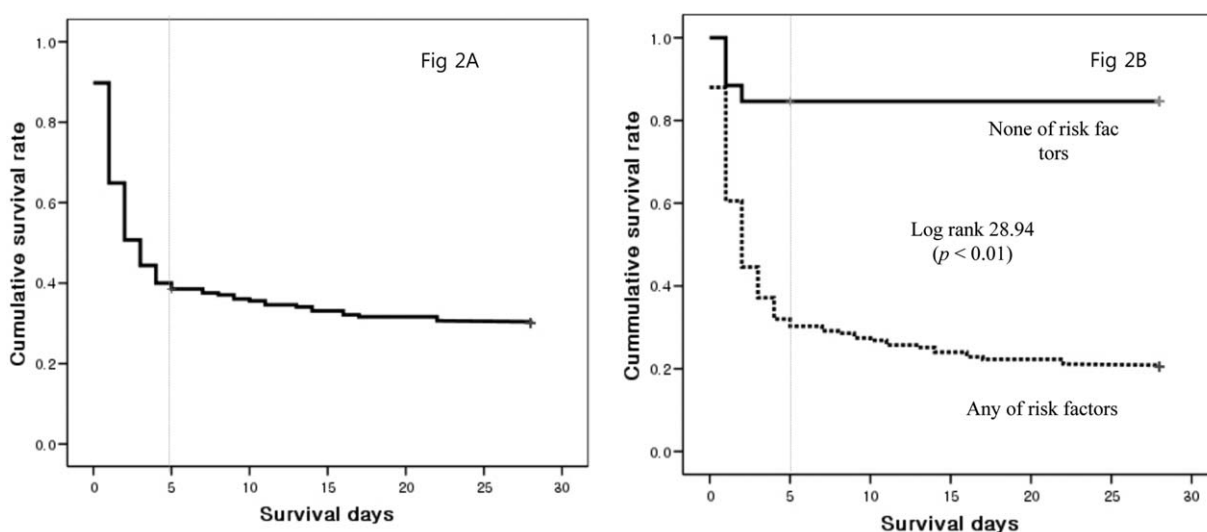 Fig 2A
1.0
0.8
0.6
0.4
0.2
0.0
Cumulative survival rate
0 5 10 15 20 25 30
Survival days
Fig 2B
1.0
0.8
0.6
0.4
0.2
0.0
Cummulative survival rate
None of risk fac
tors
Log rank 28.94
(p < 0.01)
Any of risk factors
0 5 10 15 20 25 30
Survival days